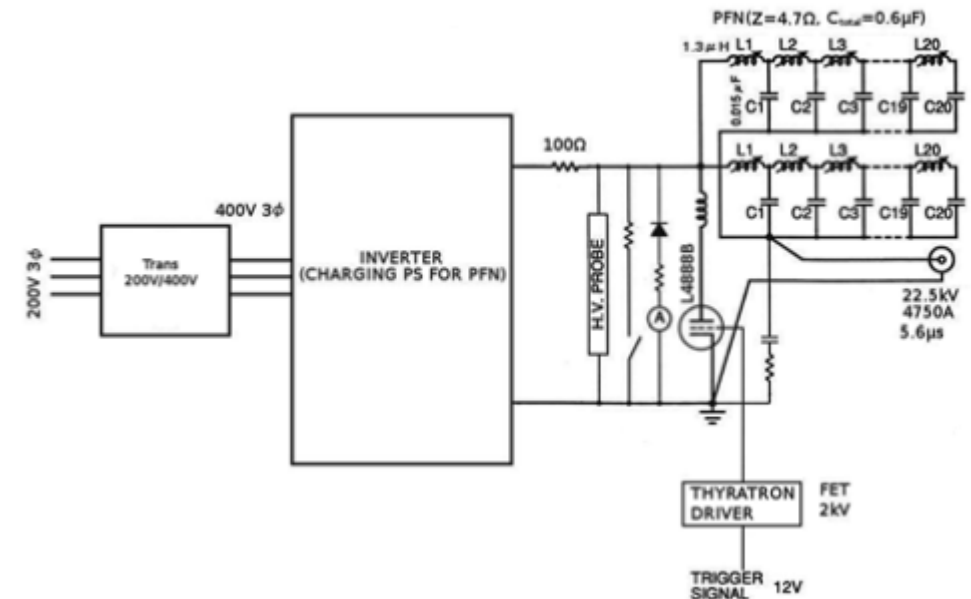 PFN(Z=4.7Ω, Ctotal=0.6μF)
1.3μH L1 L2 L3 L20
0.015μF
C1 C2 C3 C19 C20
L1 L2 L3 L20
C1 C2 C3 C19 C20
100Ω
400V 3ϕ
200V 3ϕ
Trans
200V/400V
INVERTER
(CHARGING PS FOR PFN)
H.V. PROBE
A
L4888B
22.5kV
4750A
5.6μs
THYRATRON
DRIVER
FET
2kV
TRIGGER
SIGNAL
12V